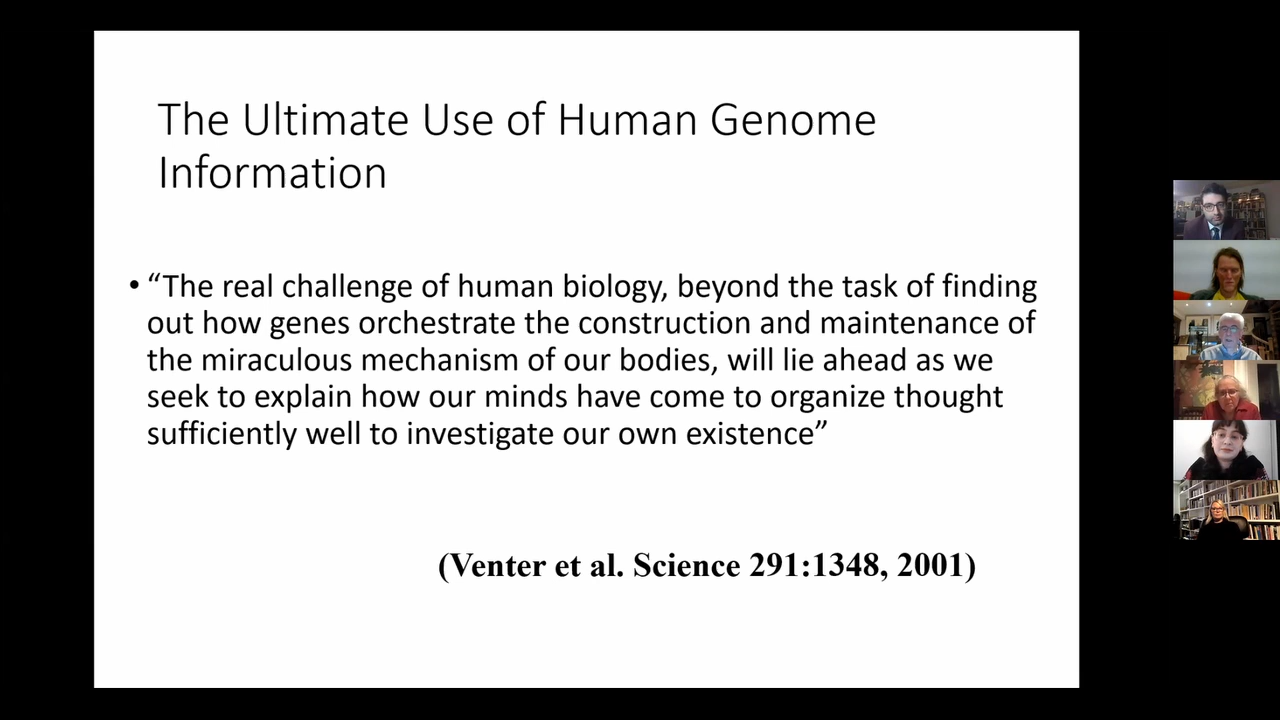 The Ultimate Use of Human Genome
Information
• “The real challenge of human biology, beyond the task of finding
out how genes orchestrate the construction and maintenance of
the miraculous mechanism of our bodies, will lie ahead as we
seek to explain how our minds have come to organize thought
sufficiently well to investigate our own existence”
(Venter et al. Science 291:1348, 2001)